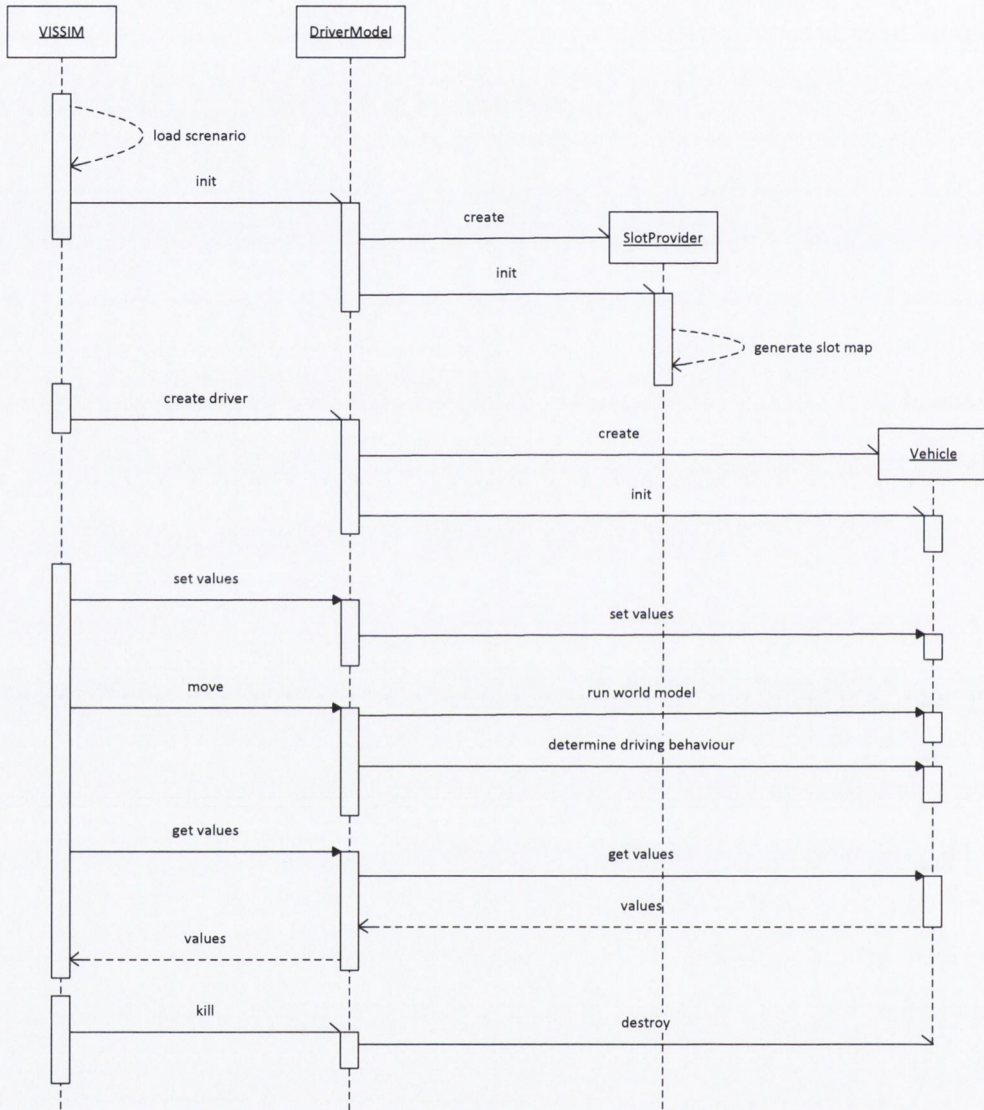 VISSIM
DriverModel
load screnario
init
create
SlotProvider
init
generate slot map
create driver
create
Vehicle
init
set values
set values
move
run world model
determine driving behaviour
get values
get values
values
values
kill
destroy